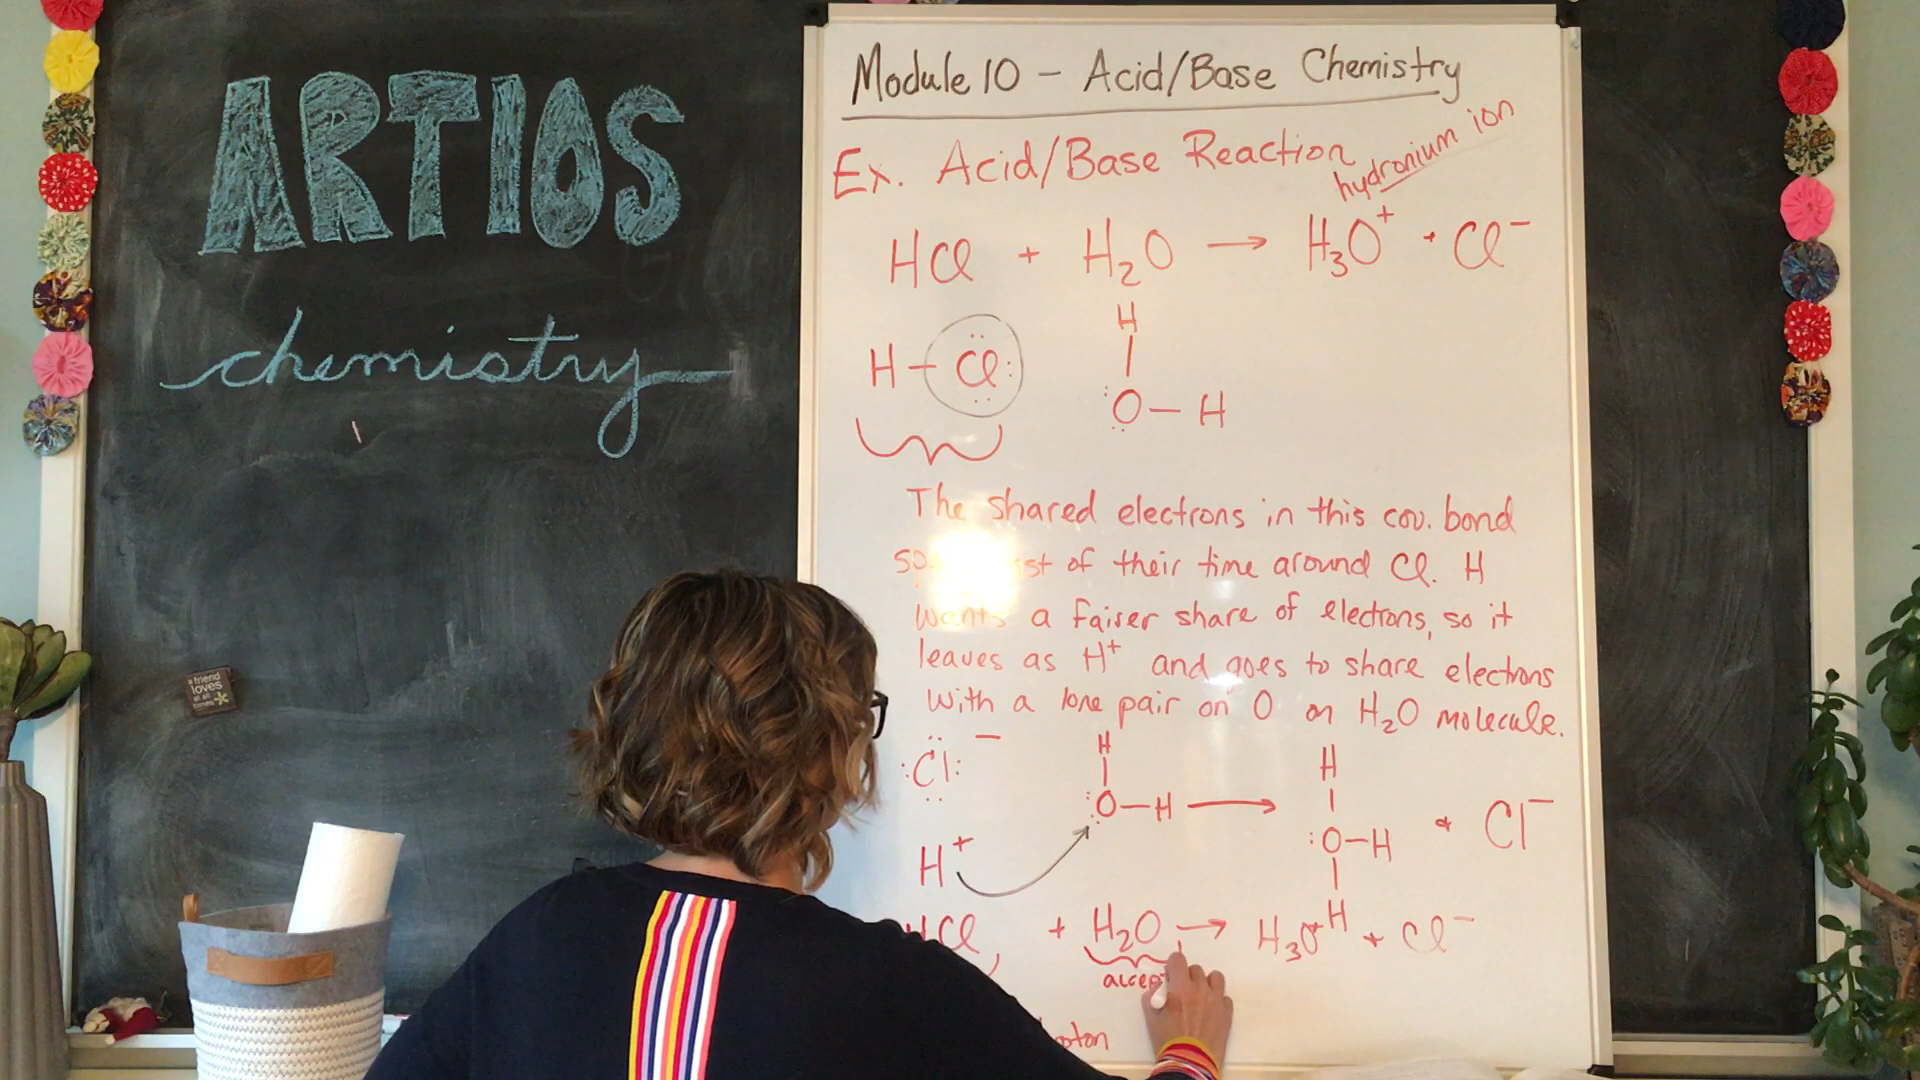 ARTIOS
chemistry
a friend
loves
at all
times
Module 10 - Acid/Base Chemistry
Ex. Acid/Base Reaction
hydronium ion
HCl + H₂O → H₃O⁺ + Cl⁻
H
H - Cl
O - H
The shared electrons in this cov. bond
of their time around Cl. H
wants a fairer share of electrons, so it
leaves as H⁺ and goes to share electrons
with a lone pair on O on H₂O molecule.
:Cl: ⁻
H
O - H →
H
:O - H + Cl⁻
H
H⁺
HCl + H₂O → H₃O⁺ + Cl⁻